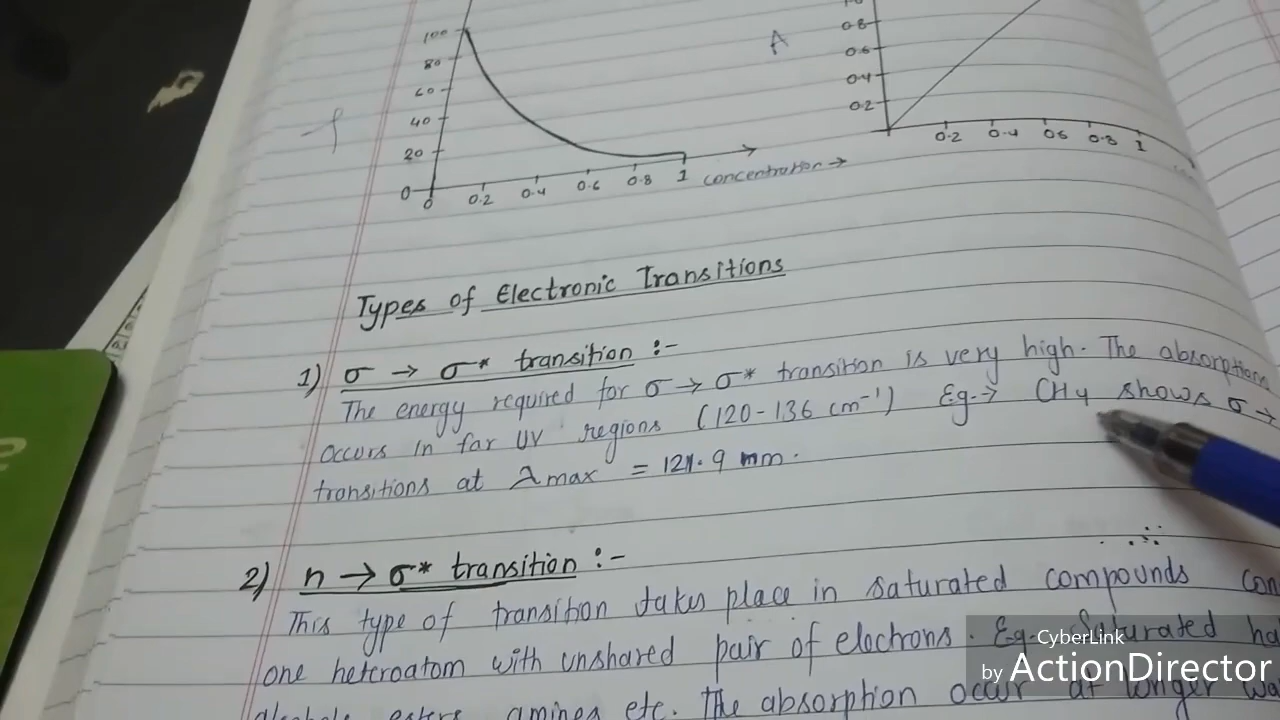 100
80
60
40
20
0
0 0.2 0.4 0.6 0.8 1 concentration →
A
0.8
0.6
0.4
0.2
0.2 0.4 0.6 0.8 1
Types of Electronic Transitions
1) σ → σ* transition :-
The energy required for σ → σ* transition is very high. The absorption
occurs in far UV regions (120-136 cm⁻¹) Eg.→ CH4 shows σ →
transitions at λmax = 121.9 mm.
2) n → σ* transition :-
This type of transition takes place in saturated compounds
one hetroatom with unshared pair of elochrons. Eg. Saturated
alcohols, esters, amines etc. The absorption occur at longer
CyberLink
by ActionDirector